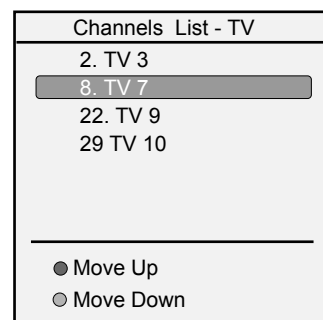 Channels List - TV
2. TV 3
8. TV 7
22. TV 9
29 TV 10
Move Up
Move Down